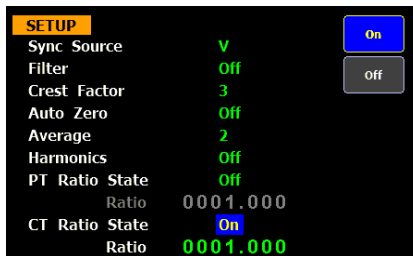 SETUP
Sync Source V
Filter Off
Crest Factor 3
Auto Zero Off
Average 2
Harmonics Off
PT Ratio State Off
Ratio 0001.000
CT Ratio State On
Ratio 0001.000
On
Off